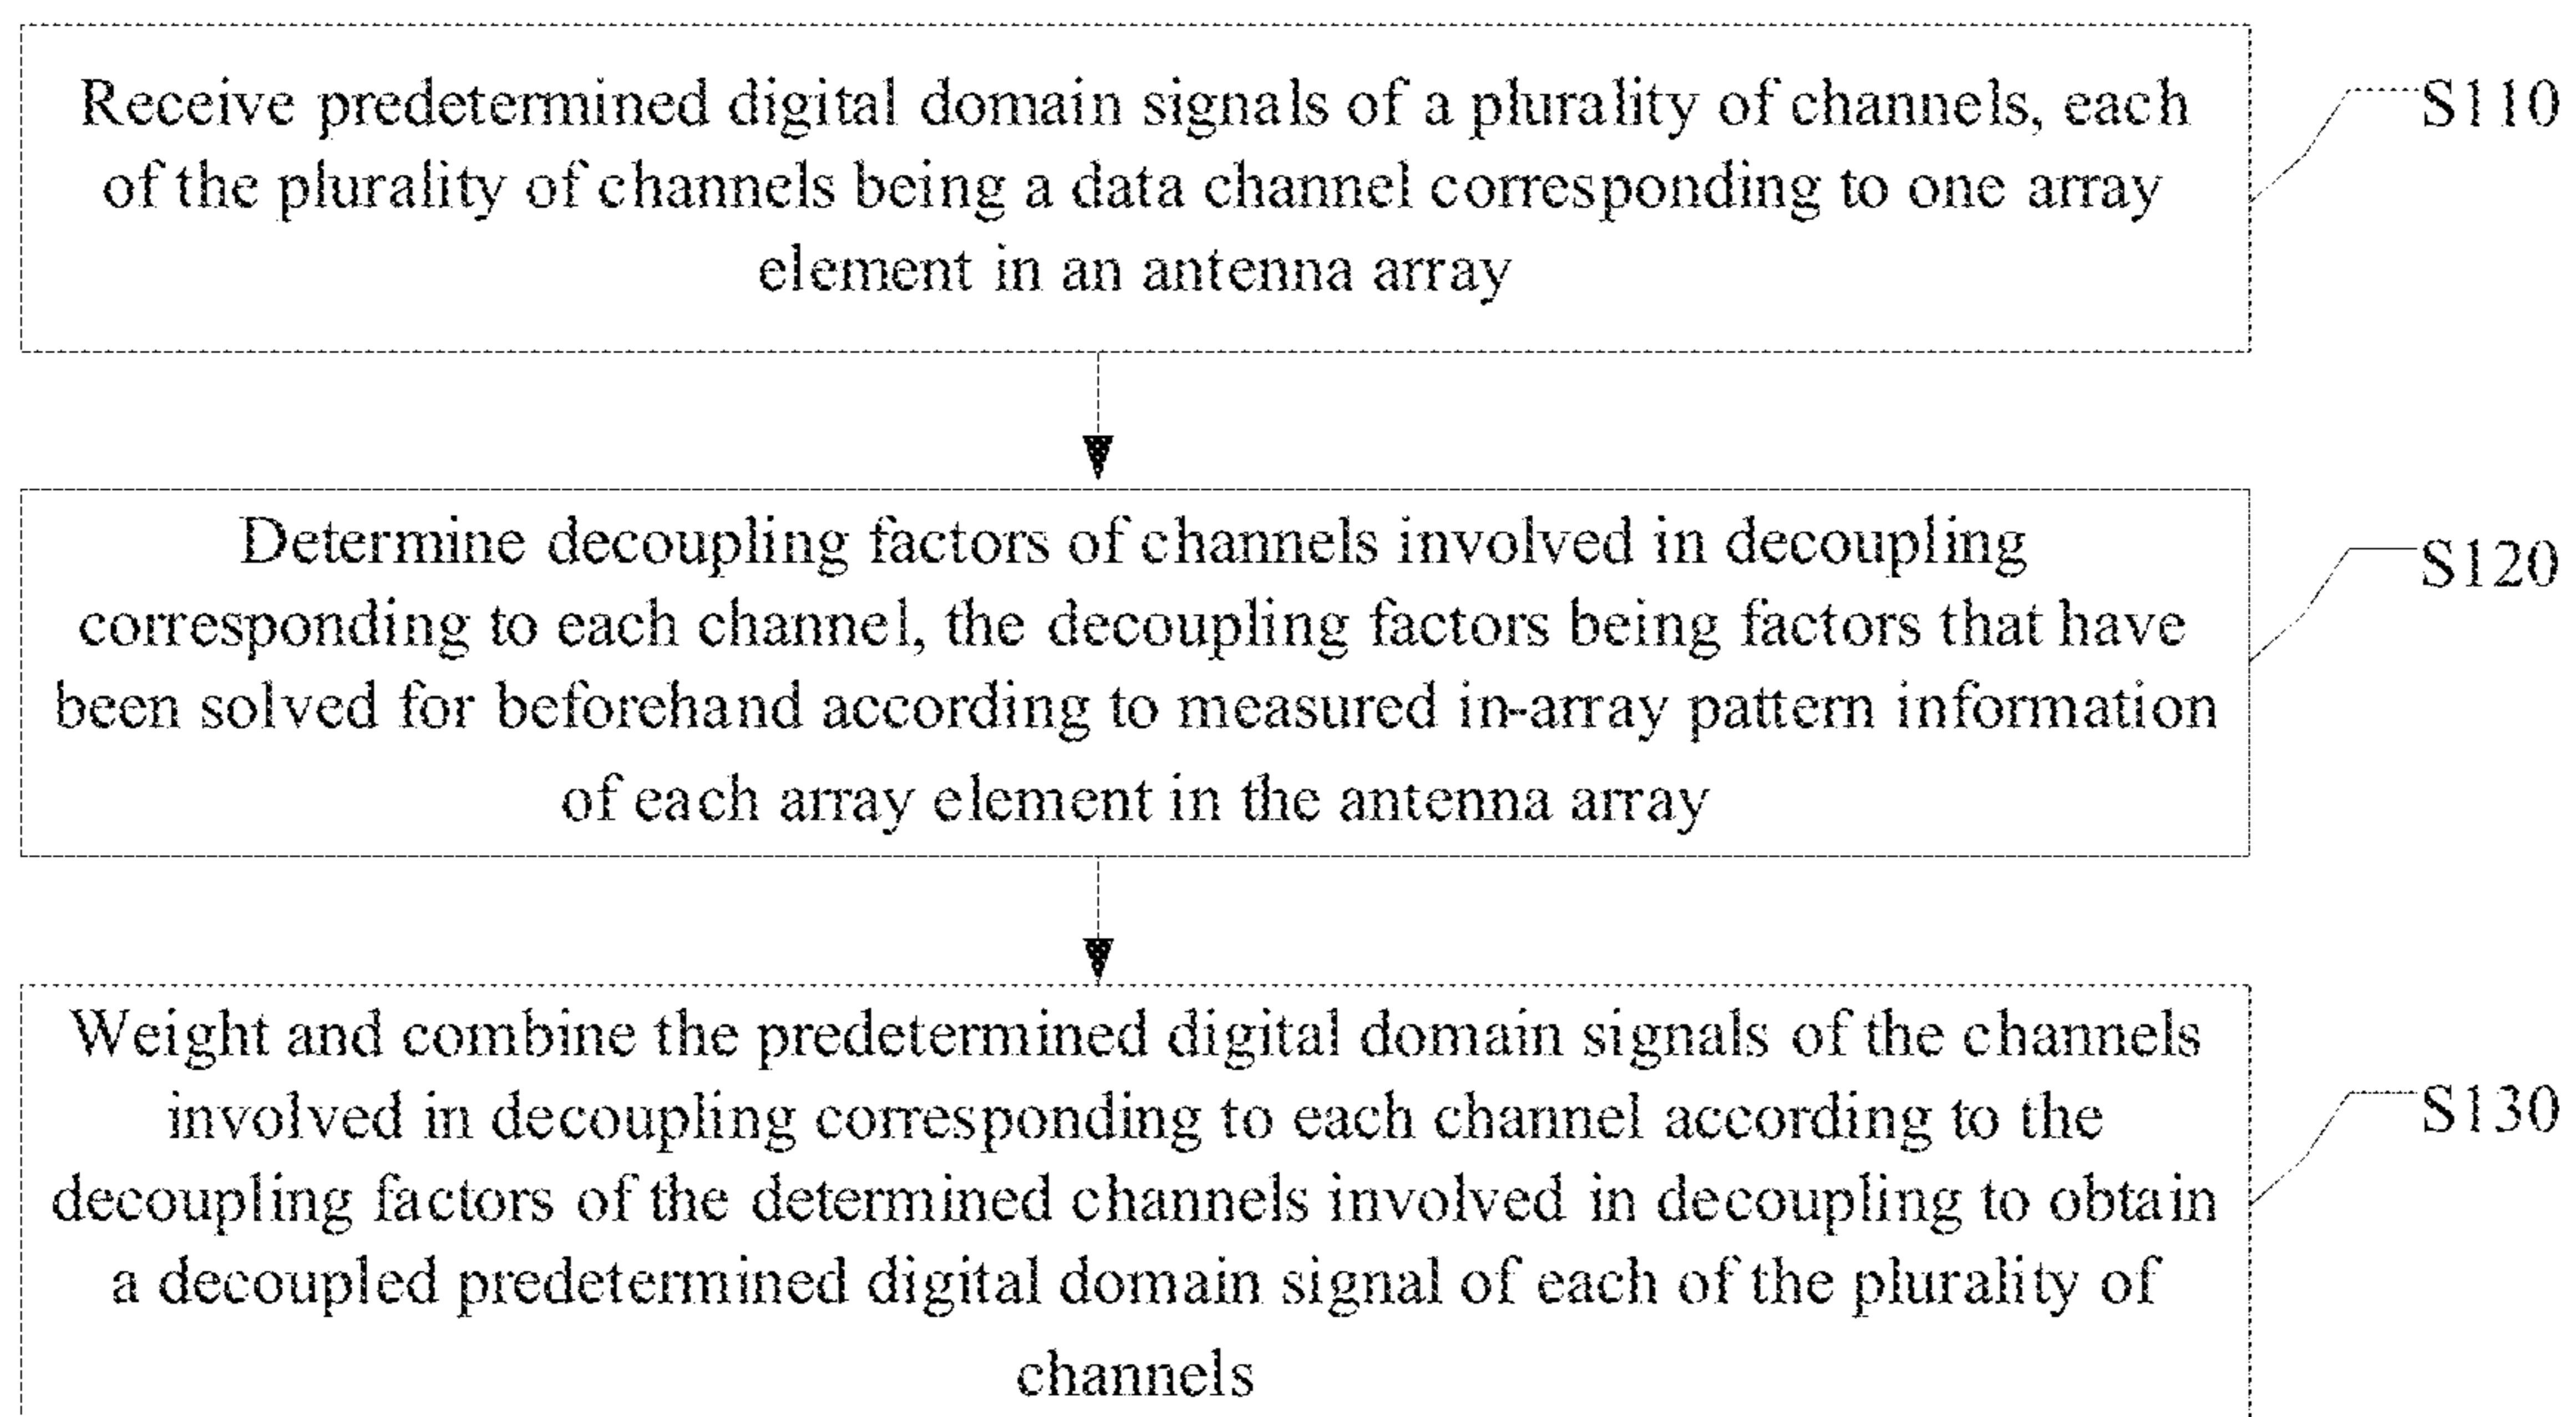 Receive predetermined digital domain signals of a plurality of channels, each
of the plurality of channels being a data channel corresponding to one array
element in an antenna array
S110
Determine decoupling factors of channels involved in decoupling
corresponding to each channel, the decoupling factors being factors that have
been solved for beforehand according to measured in-array pattern information
of each array element in the antenna array
S120
Weight and combine the predetermined digital domain signals of the channels
involved in decoupling corresponding to each channel according to the
decoupling factors of the determined channels involved in decoupling to obtain
a decoupled predetermined digital domain signal of each of the plurality of
channels
S130